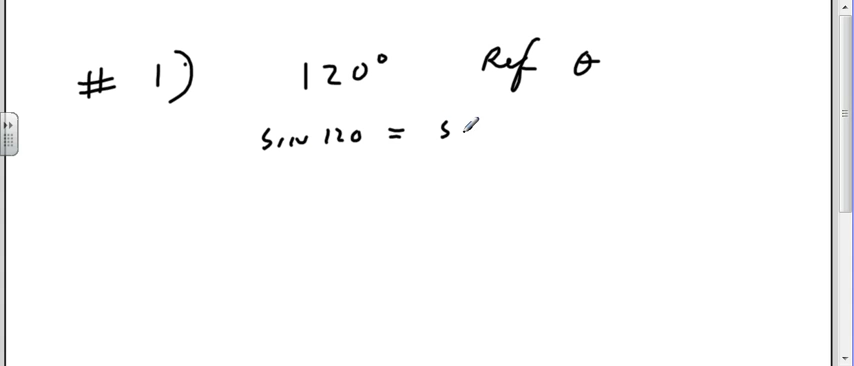 # 1) 120° Ref θ
sin 120 = s